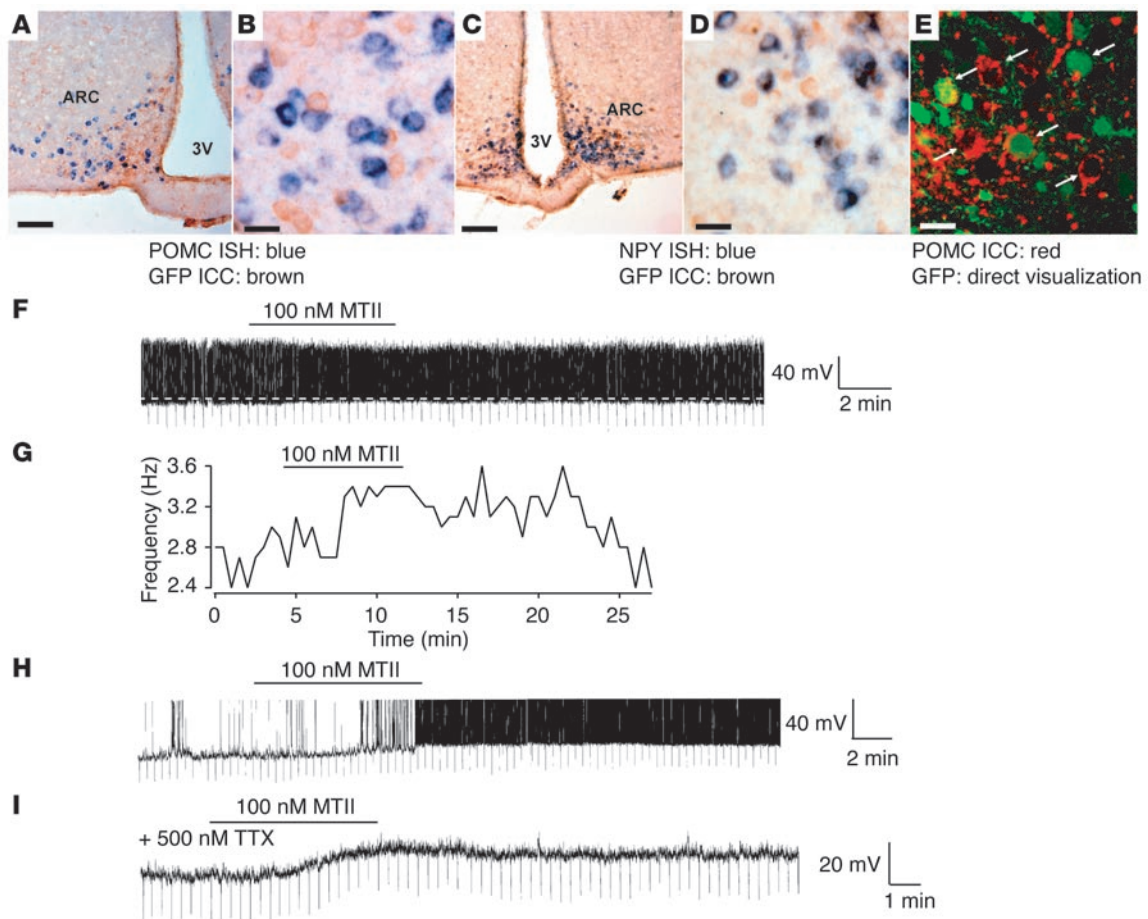 A B C D E
ARC
3V
3V
ARC
POMC ISH: blue
GFP ICC: brown
NPY ISH: blue
GFP ICC: brown
POMC ICC: red
GFP: direct visualization
F
100 nM MTII
40 mV
2 min
G
100 nM MTII
Frequency (Hz)
3.6
3.2
2.8
2.4
0 5 10 15 20 25
Time (min)
H
100 nM MTII
40 mV
2 min
I
100 nM MTII
+ 500 nM TTX
20 mV
1 min